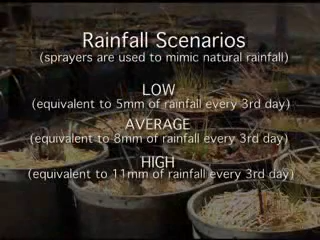 Rainfall Scenarios
(sprayers are used to mimic natural rainfall)
LOW
(equivalent to 5mm of rainfall every 3rd day)
AVERAGE
(equivalent to 8mm of rainfall every 3rd day)
HIGH
(equivalent to 11mm of rainfall every 3rd day)